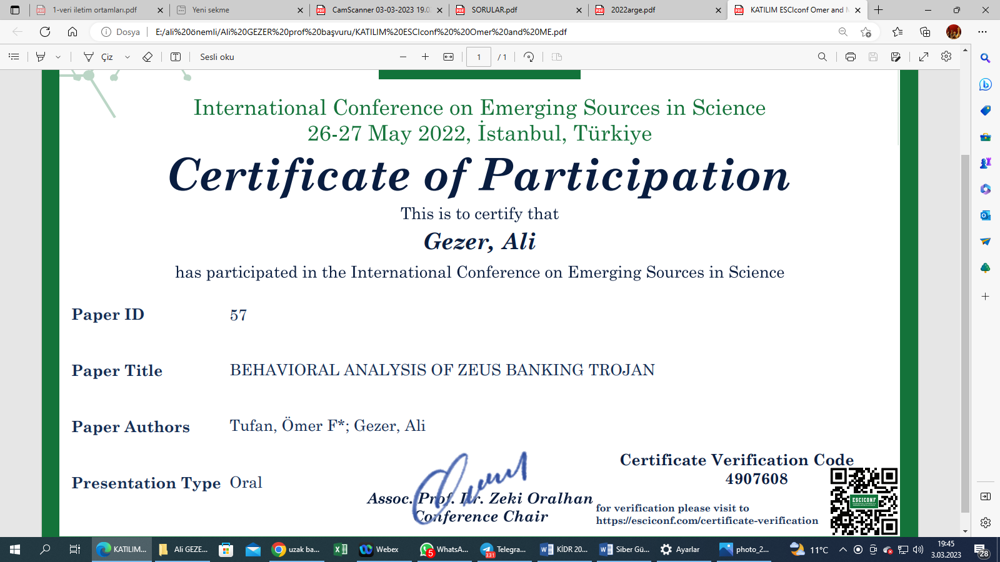 1-veri iletim ortamları.pdf
Yeni sekme
CamScanner 03-03-2023 19.0
SORULAR.pdf
2022arge.pdf
KATILIM ESCIconf Omer and M
Dosya
E:/ali%20önemli/Ali%20GEZER%20prof%20başvuru/KATILIM%20ESCIconf%20%20Omer%20and%20ME.pdf
Çiz
Sesli oku
1
/ 1
International Conference on Emerging Sources in Science
26-27 May 2022, İstanbul, Türkiye
Certificate of Participation
This is to certify that
Gezer, Ali
has participated in the International Conference on Emerging Sources in Science
Paper ID 57
Paper Title BEHAVIORAL ANALYSIS OF ZEUS BANKING TROJAN
Paper Authors Tufan, Ömer F*; Gezer, Ali
Presentation Type Oral
Assoc. Prof. Dr. Zeki Oralhan
Conference Chair
Certificate Verification Code
4907608
for verification please visit to
https://esciconf.com/certificate-verification
ESCICONF
KATILIM...
Ali GEZE...
uzak ba...
Webex
5
WhatsA...
331
Telegra...
KİDR 20...
Siber Gü...
Ayarlar
photo_2...
11°C
19:45
3.03.2023
28